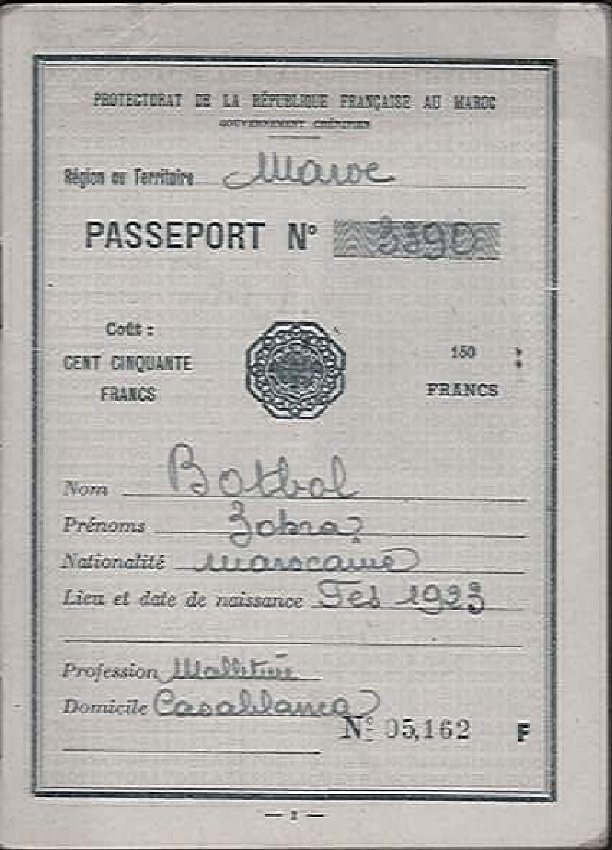 PROTECTORAT DE LA RÉPUBLIQUE FRANÇAISE AU MAROC
GOUVERNEMENT CHÉRIFIEN
Région ou Territoire Maroc
PASSEPORT N° 3390
Coût :
CENT CINQUANTE
FRANCS
150
FRANCS
Nom Botbol
Prénoms Zohra
Nationalité marocaine
Lieu et date de naissance Fes 1923
Profession
Domicile Casablanca
N° 05,162 F